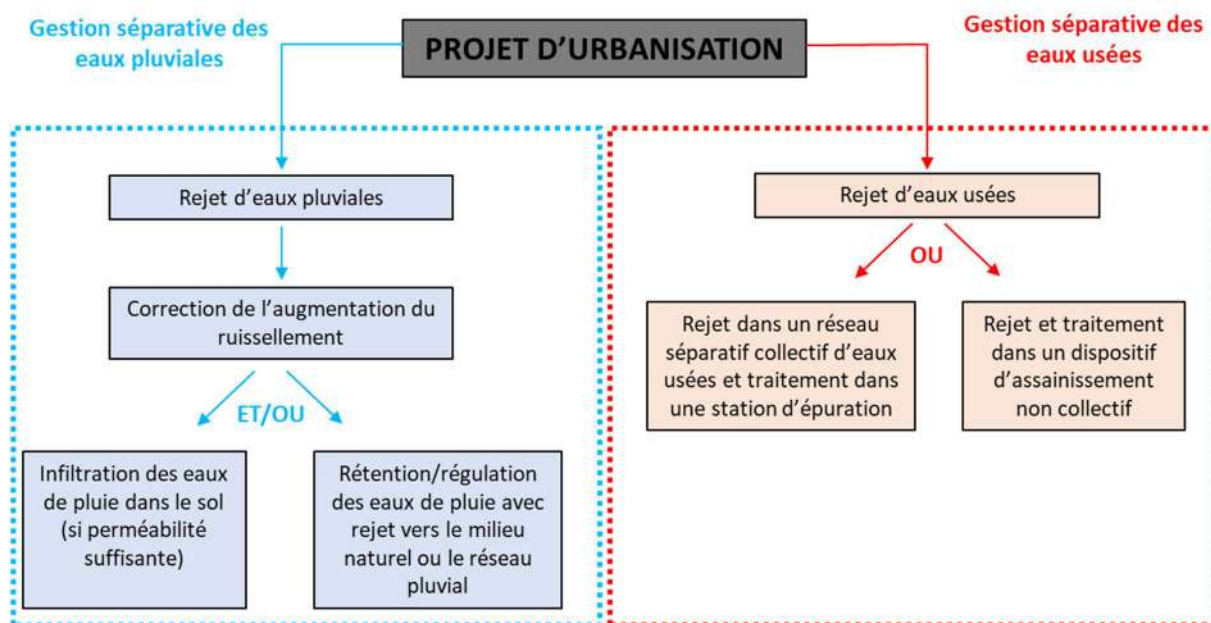 Gestion séparative des
eaux pluviales
PROJET D'URBANISATION
Gestion séparative des
eaux usées
Rejet d'eaux pluviales
Correction de l'augmentation du
ruissellement
ET/OU
Infiltration des eaux
de pluie dans le sol
(si perméabilité
suffisante)
Rétention/régulation
des eaux de pluie avec
rejet vers le milieu
naturel ou le réseau
pluvial
Rejet d'eaux usées
OU
Rejet dans un réseau
séparatif collectif d'eaux
usées et traitement dans
une station d'épuration
Rejet et traitement
dans un dispositif
d'assainissement
non collectif